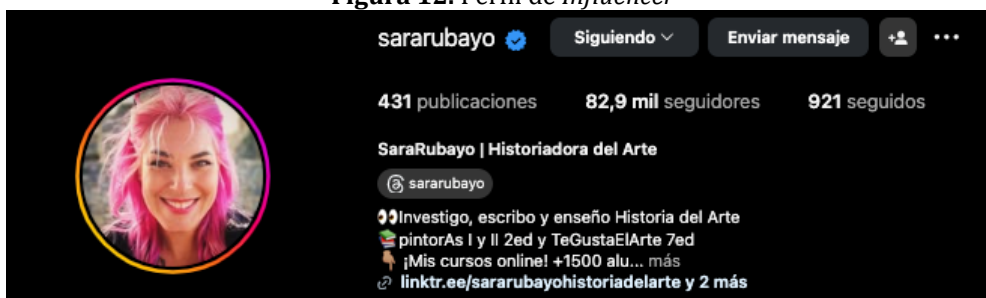 Figura 12. Perfil de Influencer
sararubayo Siguiendo Enviar mensaje
431 publicaciones 82,9 mil seguidores 921 seguidos
SaraRubayo | Historiadora del Arte
sararubayo
Investigo, escribo y enseño Historia del Arte
pintorAs I y II 2ed y TeGustaElArte 7ed
¡Mis cursos online! +1500 alu... más
linktr.ee/sararubayohistoriadelarte y 2 más